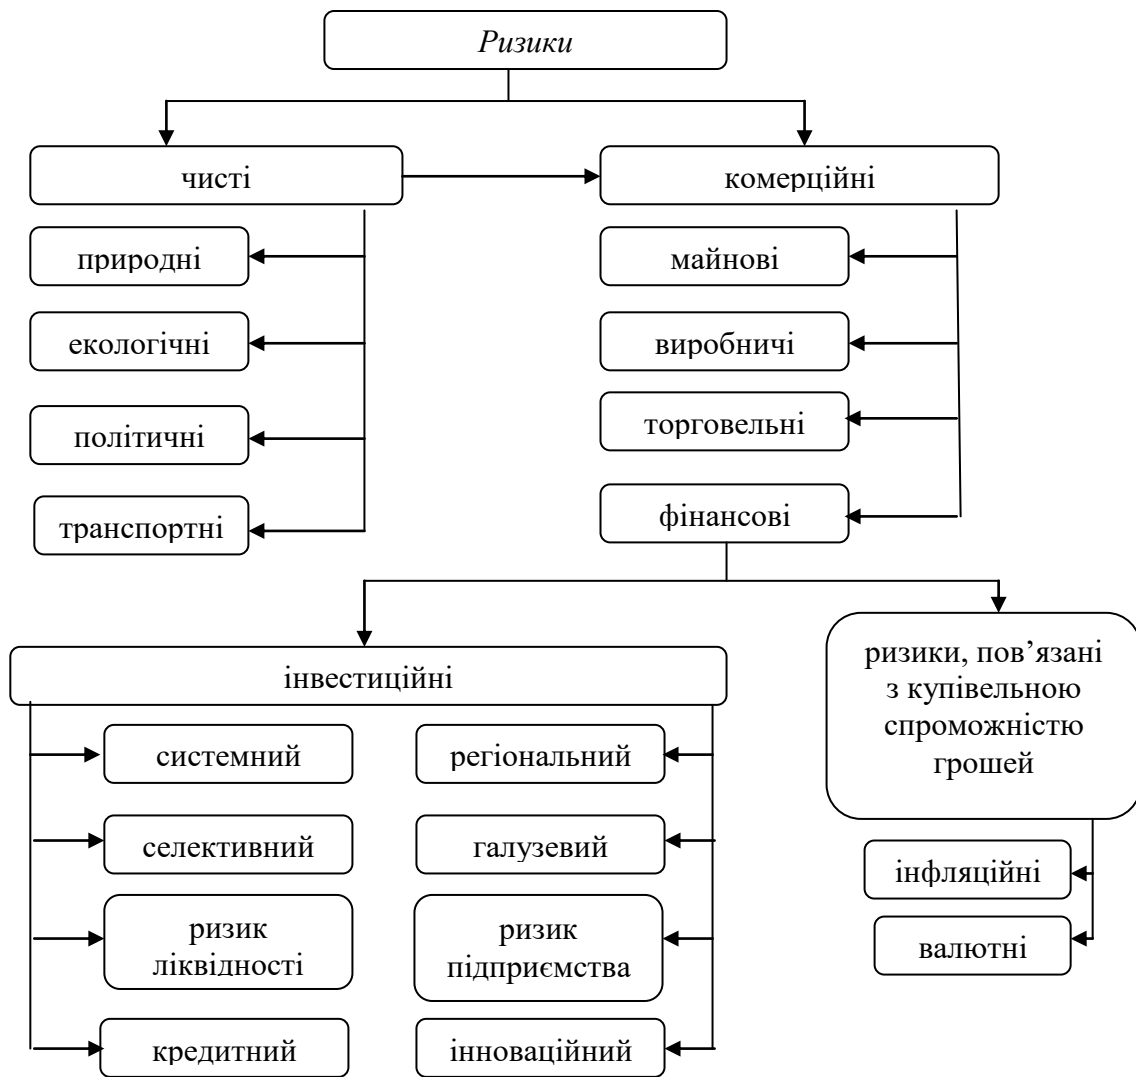 Ризики
чисті
комерційні
природні
майнові
екологічні
виробничі
політичні
торговельні
транспортні
фінансові
інвестиційні
ризики, пов’язані
з купівельною
спроможністю
грошей
системний
регіональний
селективний
галузевий
інфляційні
ризик
ліквідності
ризик
підприємства
валютні
кредитний
інноваційний